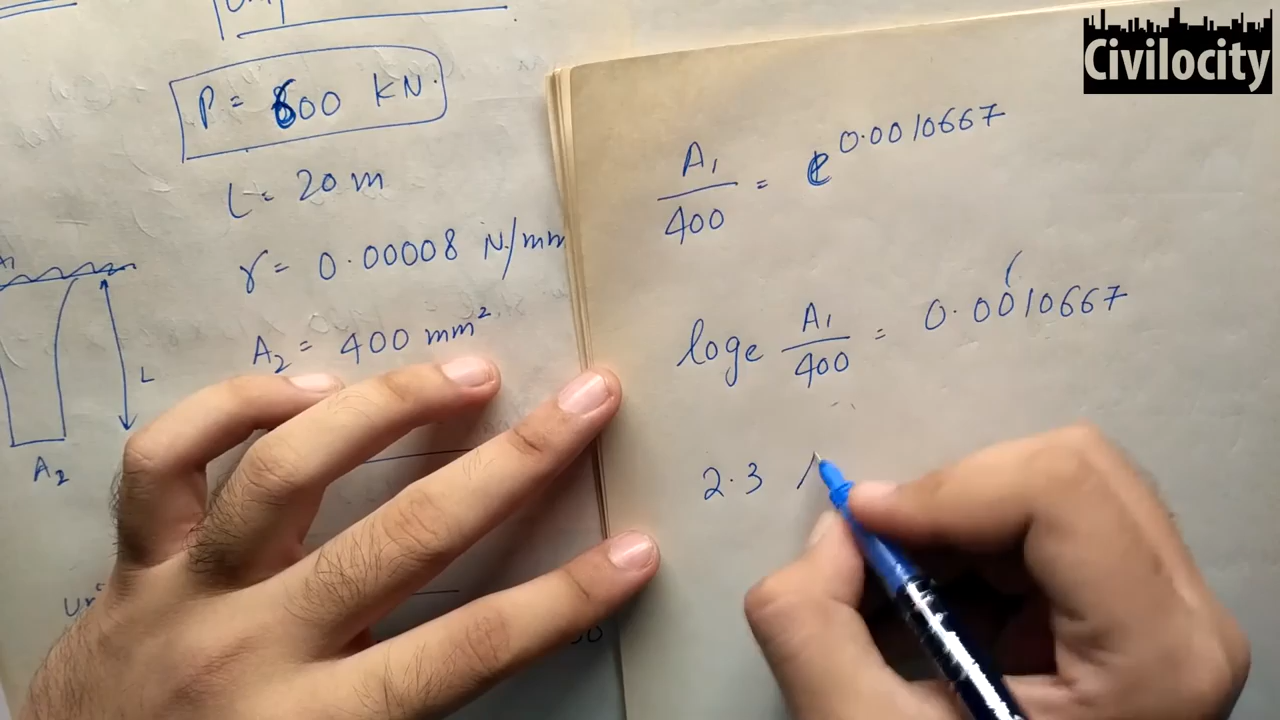 Civilocity
P = 600 KN.
L = 20 m
γ = 0.00008 N/mm
A₂ = 400 mm²
L
A₂
A₁/400 = e^0.0010667
logₑ A₁/400 = 0.0010667
2.3